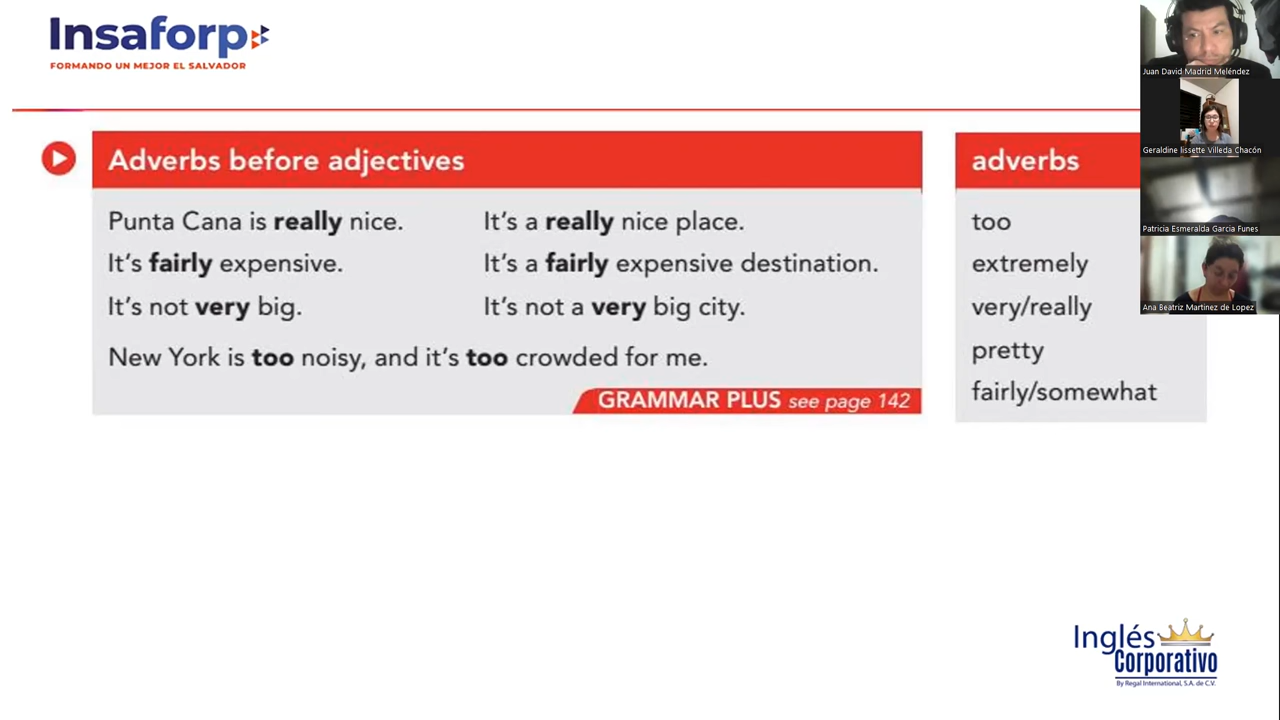 Insaforp
FORMANDO UN MEJOR EL SALVADOR
Adverbs before adjectives
Punta Cana is really nice. It's a really nice place.
It's fairly expensive. It's a fairly expensive destination.
It's not very big. It's not a very big city.
New York is too noisy, and it's too crowded for me.
GRAMMAR PLUS see page 142
adverbs
too
extremely
very/really
pretty
fairly/somewhat
Juan David Madrid Meléndez
Geraldine lissette Villeda Chacón
Patricia Esmeralda Garcia Funes
Ana Beatriz Martinez de Lopez
Inglés
Corporativo
By Regal International, S.A. de C.V.